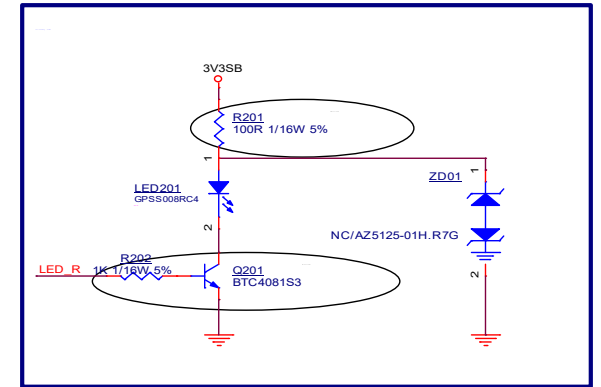 3V3SB
R201
100R 1/16W 5%
1
ZD01
1
LED201
GPSS008RC4
2
NC/AZ5125-01H.R7G
R202
LED_R
1K 1/16W 5%
Q201
BTC4081S3
2